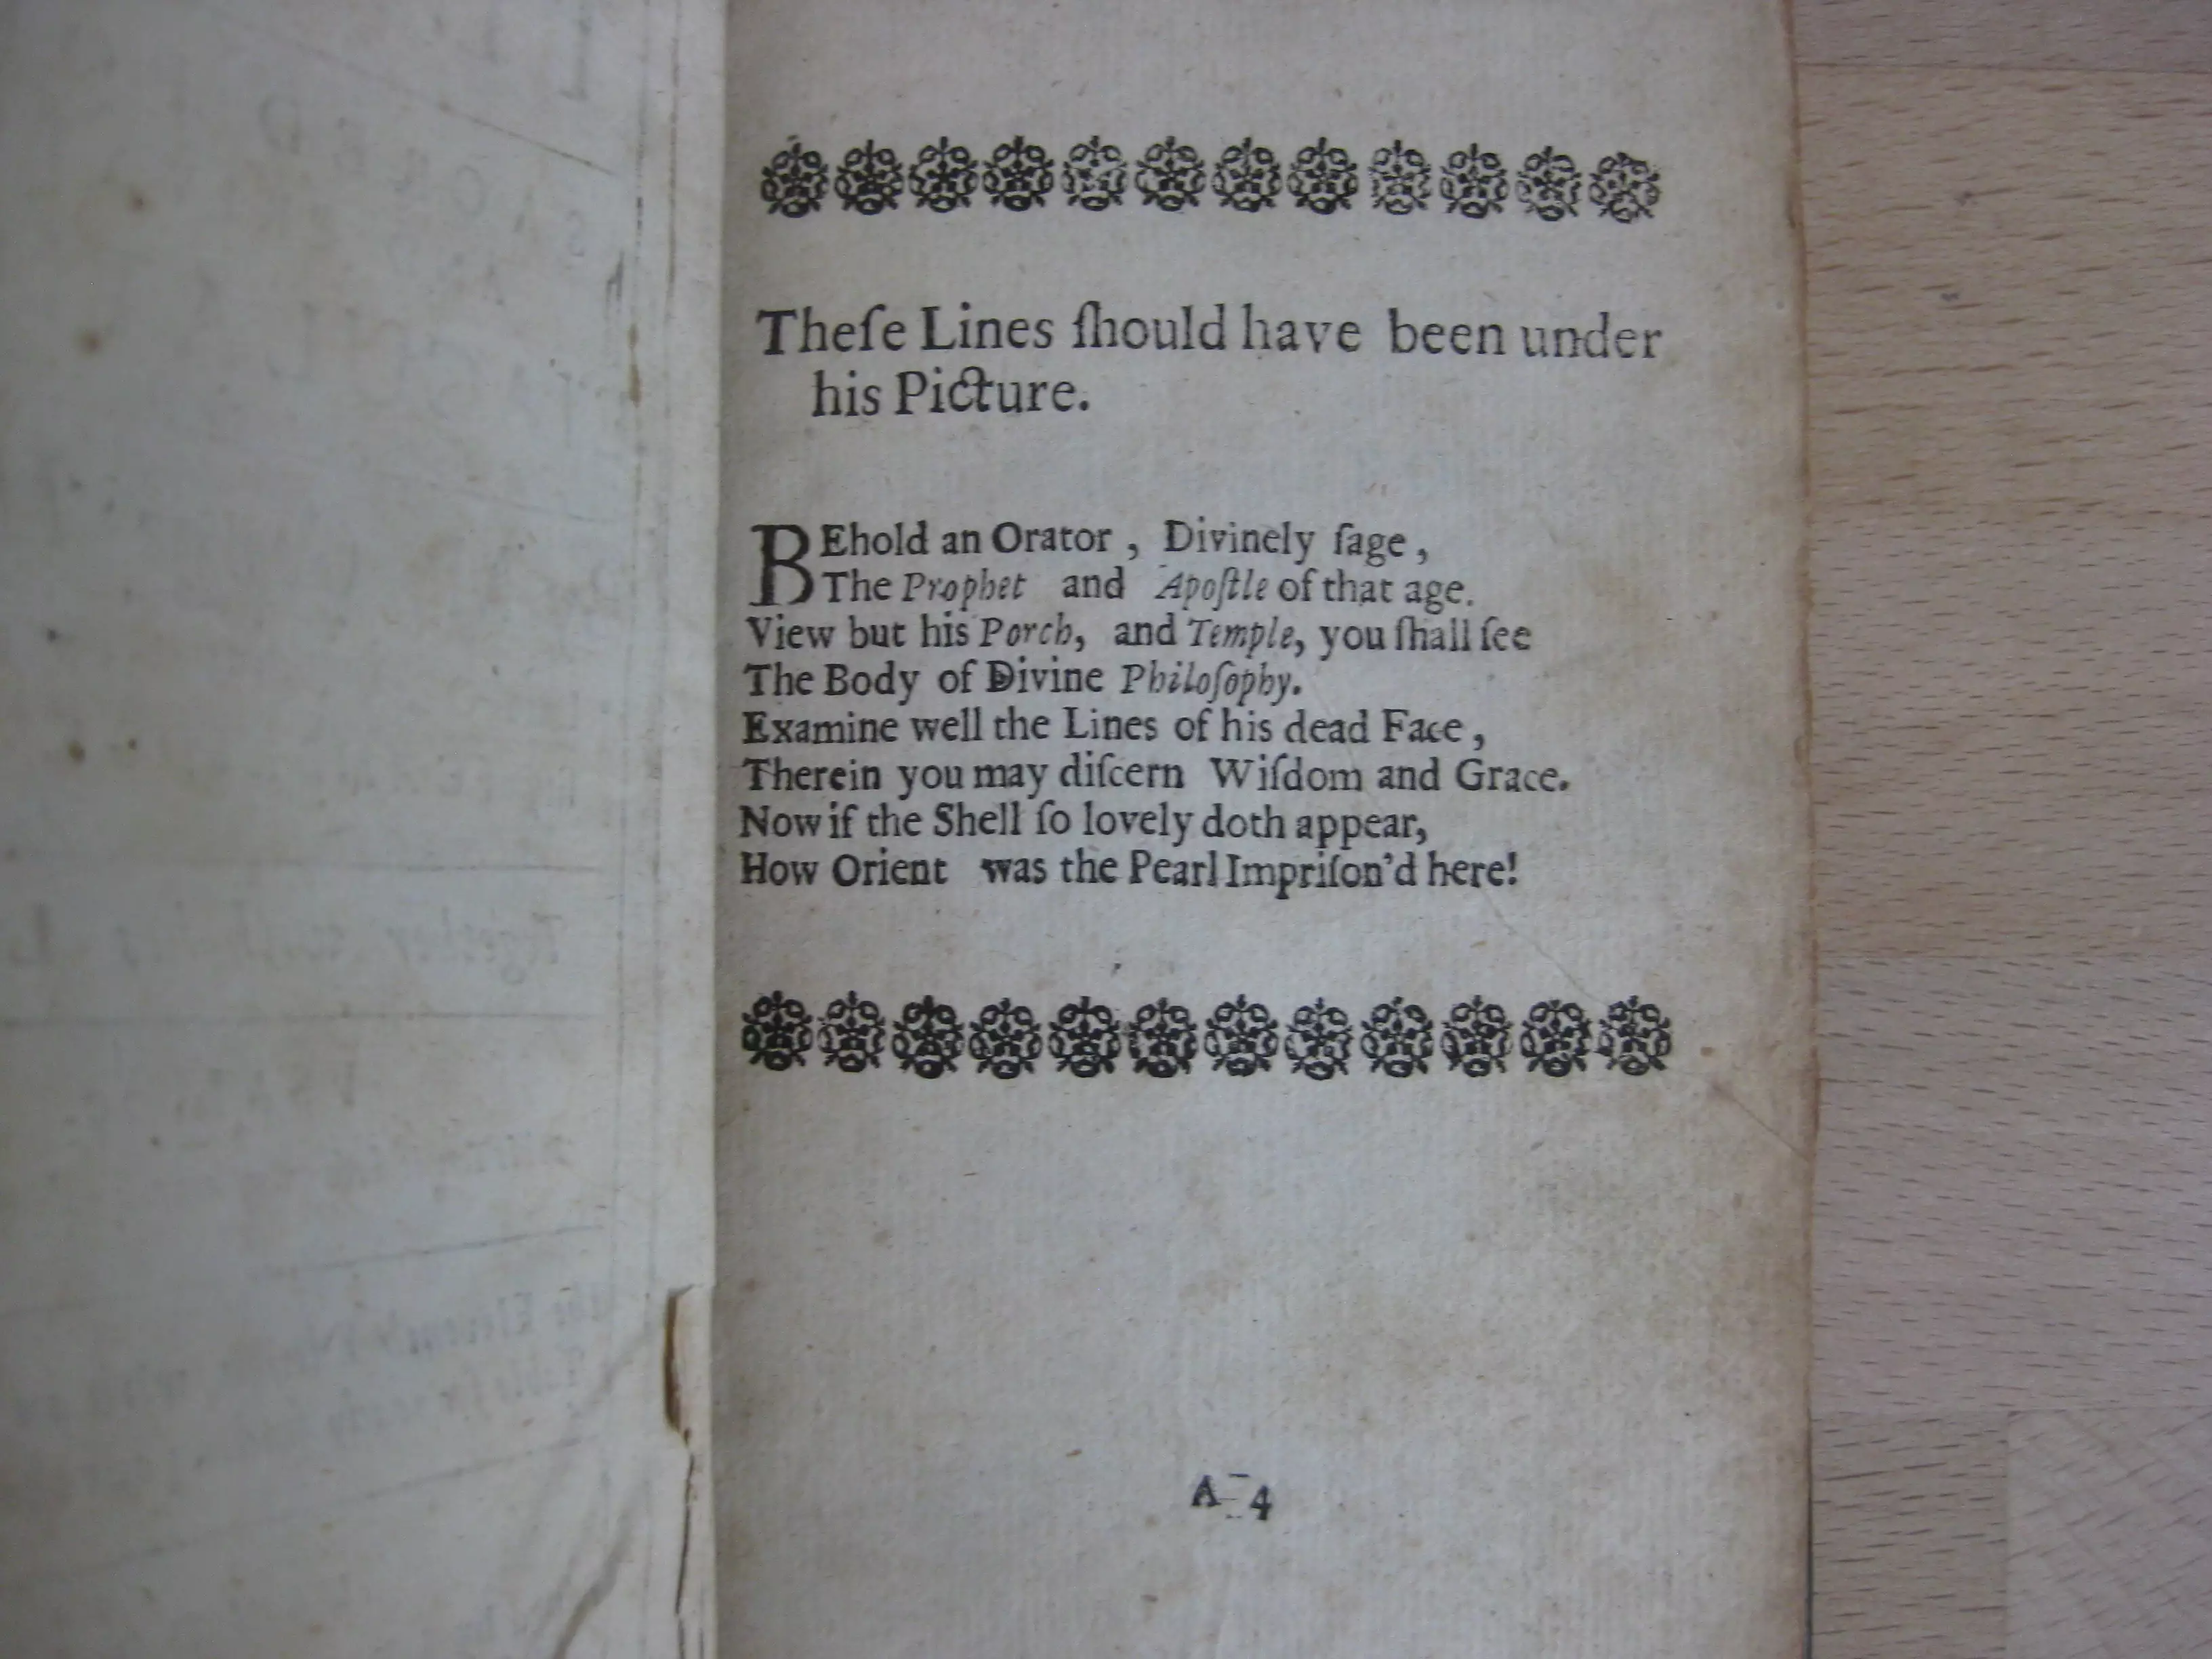 Theſe Lines ſhould have been under
his Picture.
BEhold an Orator, Divinely ſage,
The Prophet and Apoſtle of that age.
View but his Porch, and Temple, you ſhall ſee
The Body of Divine Philoſophy.
Examine well the Lines of his dead Face,
Therein you may diſcern Wiſdom and Grace.
Now if the Shell ſo lovely doth appear,
How Orient was the Pearl Impriſon'd here!
A 4